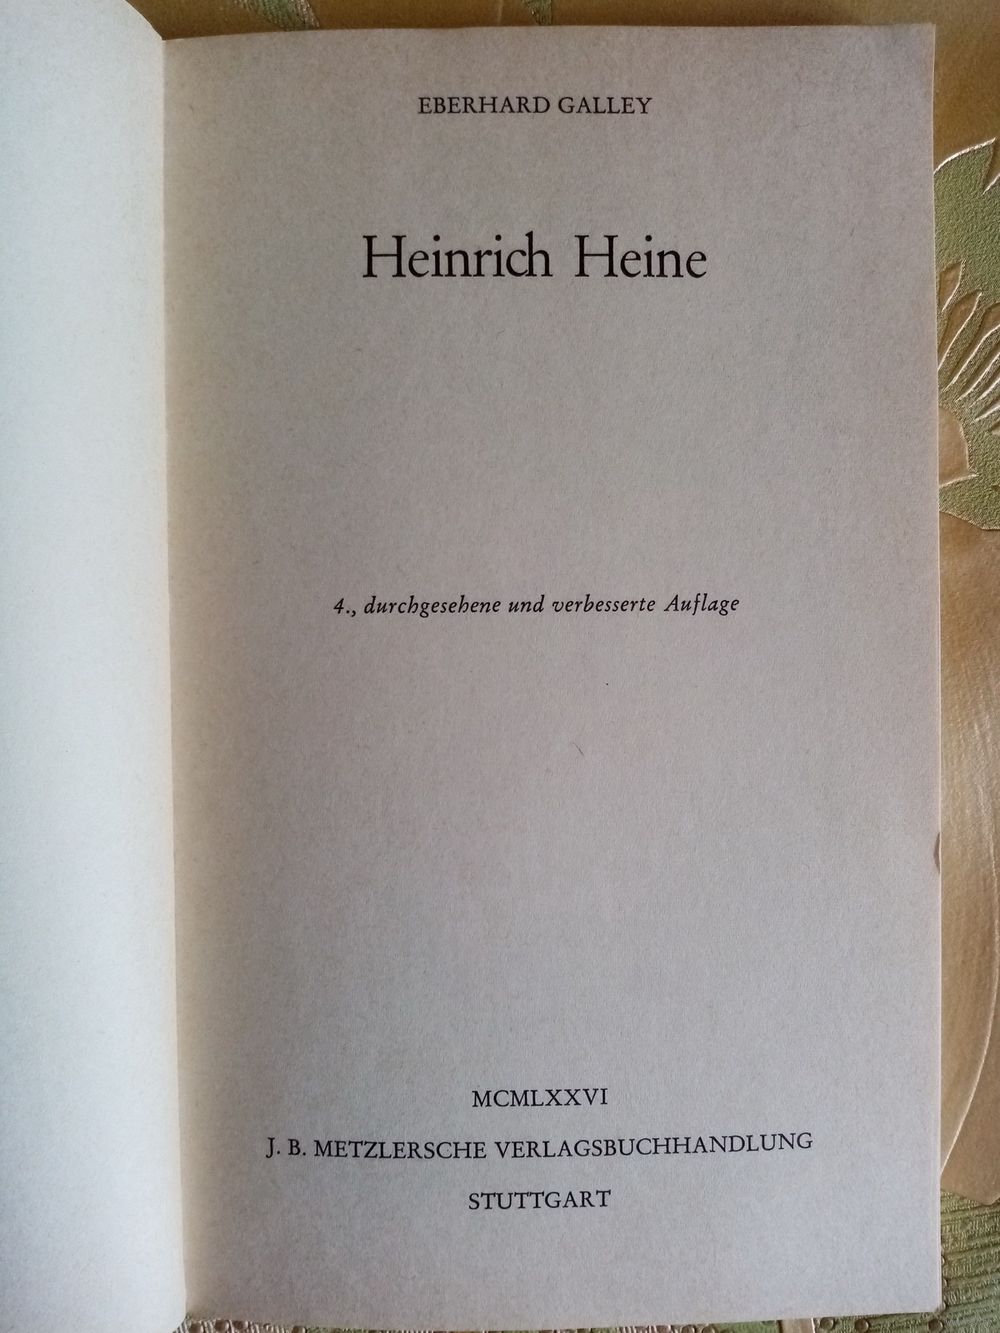 EBERHARD GALLEY
Heinrich Heine
4., durchgesehene und verbesserte Auflage
MCMLXXVI
J. B. METZLERSCHE VERLAGSBUCHHANDLUNG
STUTTGART